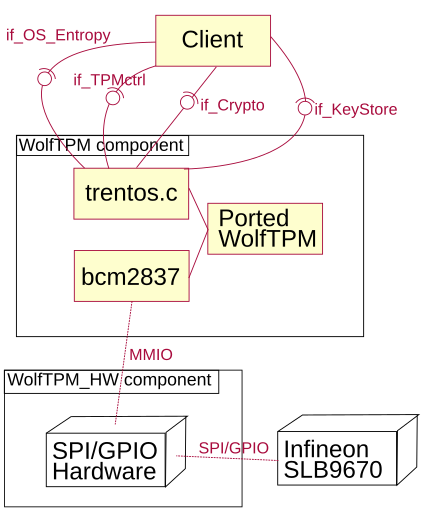 Client
if_OS_Entropy
if_TPMctrl
if_Crypto
if_KeyStore
WolfTPM component
trentos.c
Ported
WolfTPM
bcm2837
MMIO
WolfTPM_HW component
SPI/GPIO
Hardware
SPI/GPIO
Infineon
SLB9670